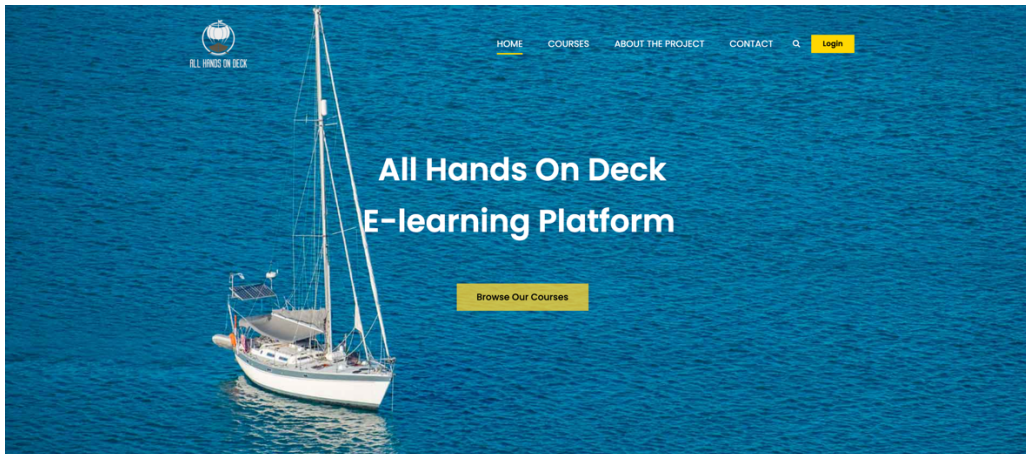 ALL HANDS ON DECK
HOME COURSES ABOUT THE PROJECT CONTACT Login
All Hands On Deck
E-learning Platform
Browse Our Courses